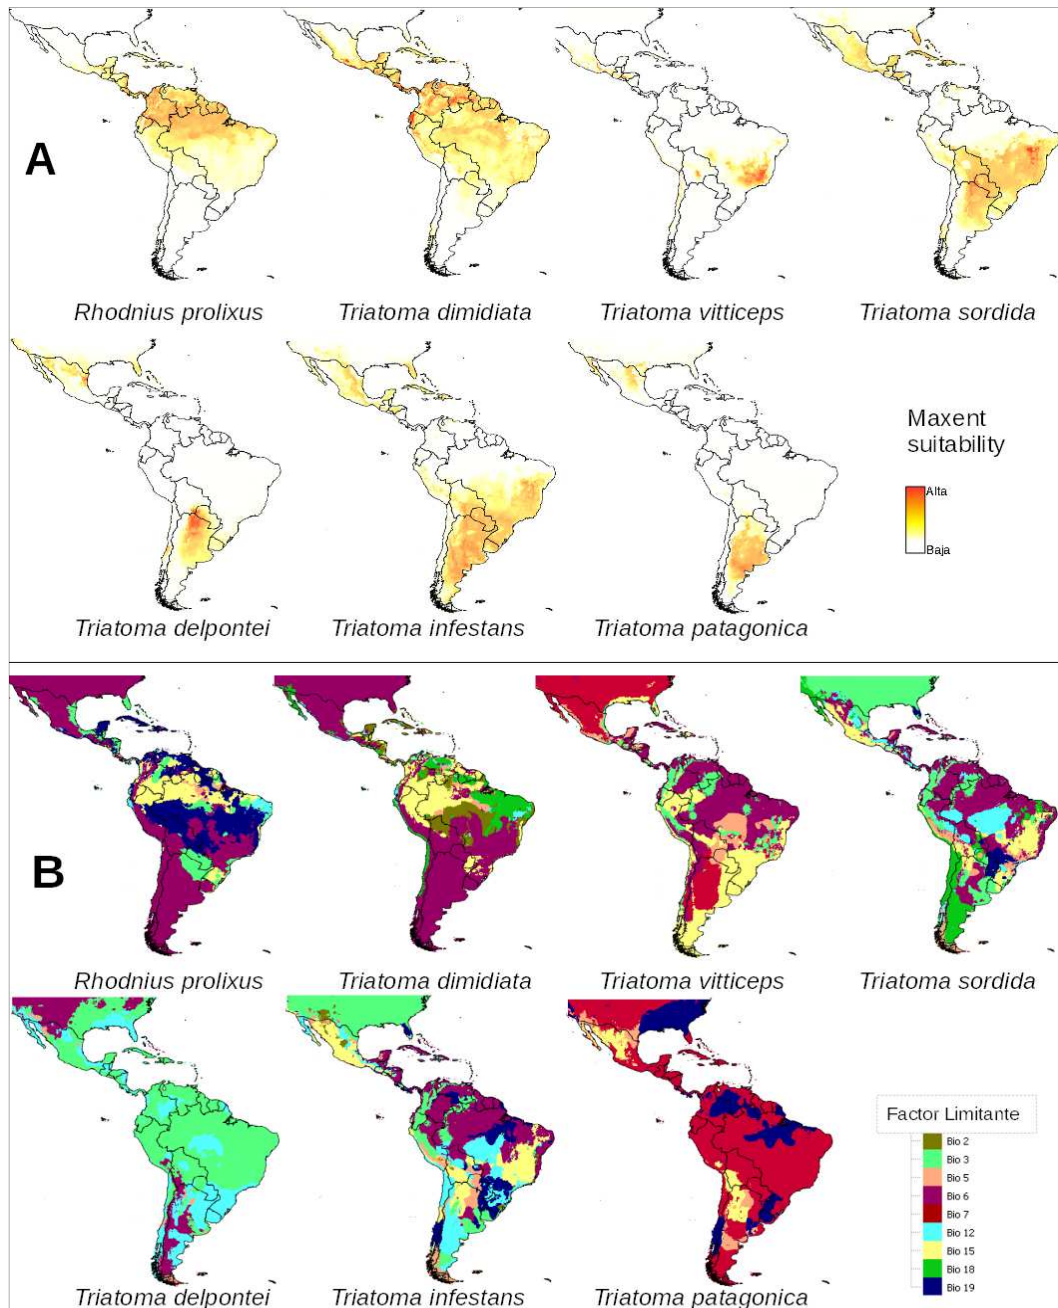 A
Rhodnius prolixus
Triatoma dimidiata
Triatoma vitticeps
Triatoma sordida
Maxent
suitability
Alta
Baja
Triatoma delpontei
Triatoma infestans
Triatoma patagonica
B
Rhodnius prolixus
Triatoma dimidiata
Triatoma vitticeps
Triatoma sordida
Factor Limitante
Bio 2
Bio 3
Bio 5
Bio 6
Bio 7
Bio 12
Bio 15
Bio 18
Bio 19
Triatoma delpontei
Triatoma infestans
Triatoma patagonica